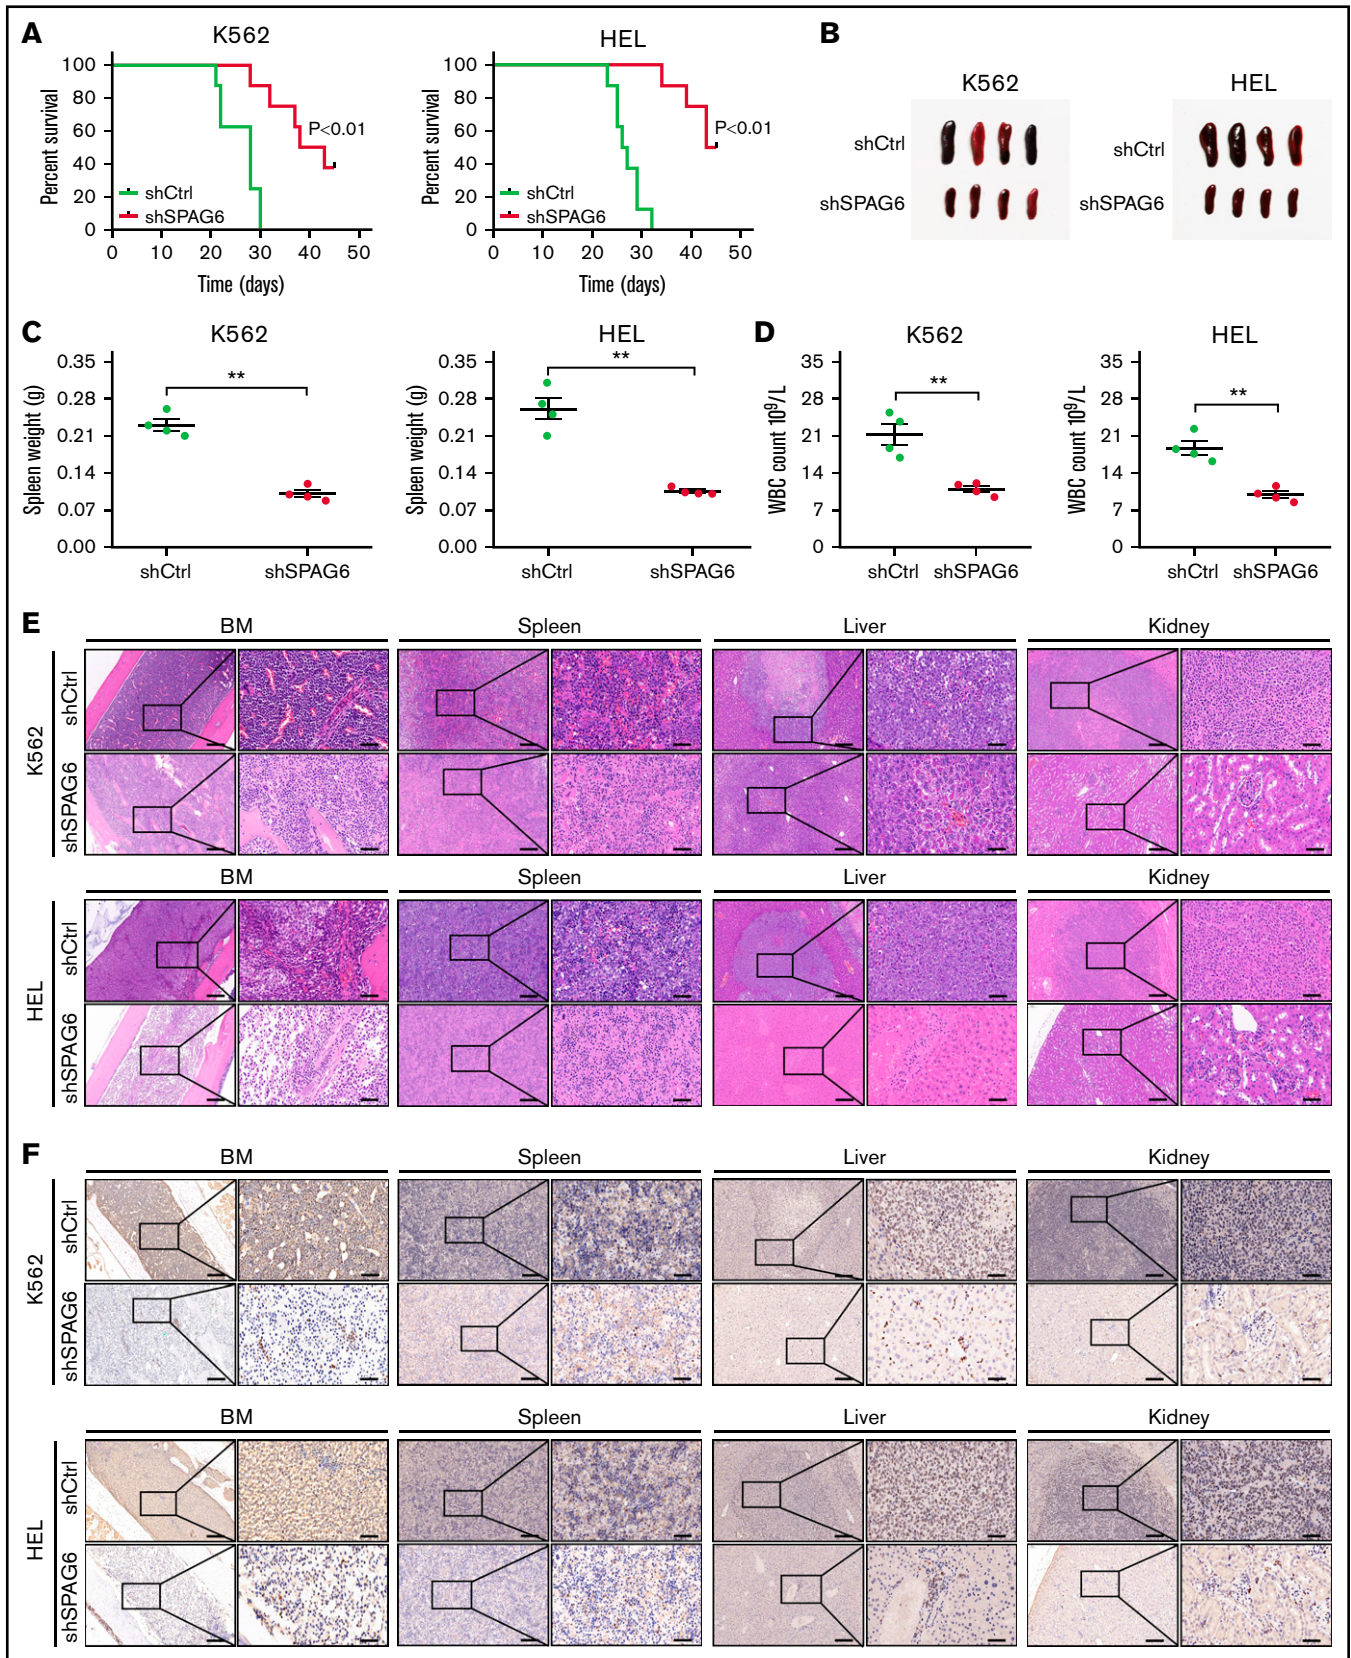 A
K562
HEL
Percent survival
100
80
60
40
20
0
P<0.01
shCtrl
shSPAG6
0 10 20 30 40 50
Time (days)
Percent survival
100
80
60
40
20
0
P<0.01
shCtrl
shSPAG6
0 10 20 30 40 50
Time (days)
B
K562
HEL
shCtrl
shSPAG6
shCtrl
shSPAG6
C
K562
Spleen weight (g)
0.35
0.28
0.21
0.14
0.07
0.00
**
shCtrl shSPAG6
HEL
Spleen weight (g)
0.35
0.28
0.21
0.14
0.07
0.00
**
shCtrl shSPAG6
D
K562
WBC count 10⁹/L
35
28
21
14
7
0
**
shCtrl shSPAG6
HEL
WBC count 10⁹/L
35
28
21
14
7
0
**
shCtrl shSPAG6
E
BM Spleen Liver Kidney
K562
shCtrl
shSPAG6
BM Spleen Liver Kidney
HEL
shCtrl
shSPAG6
F
BM Spleen Liver Kidney
K562
shCtrl
shSPAG6
BM Spleen Liver Kidney
HEL
shCtrl
shSPAG6